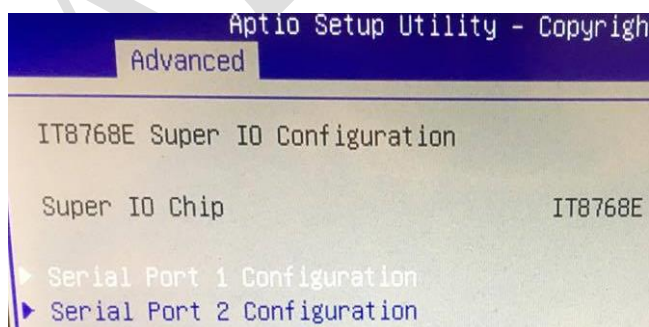 Aptio Setup Utility - Copyrigh
Advanced
IT8768E Super IO Configuration
Super IO Chip IT8768E
Serial Port 1 Configuration
Serial Port 2 Configuration